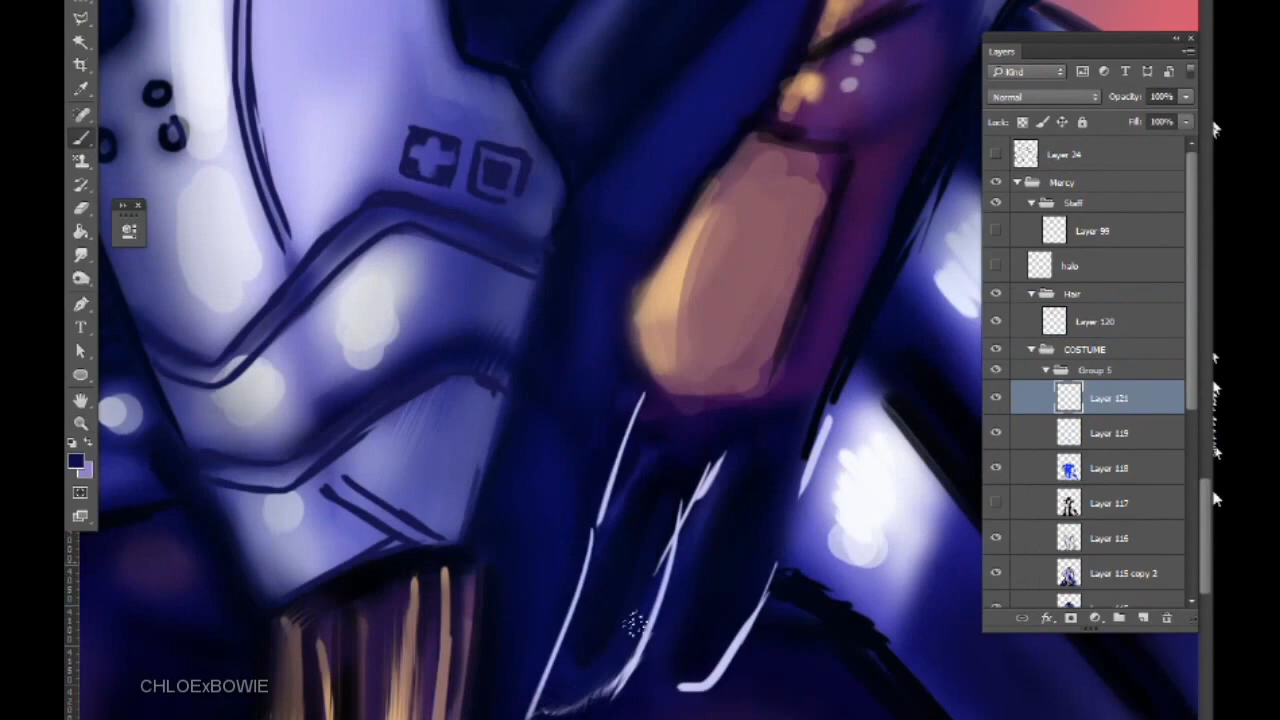 Layers
Kind
Normal
Opacity: 100%
Lock:
Fill: 100%
Layer 24
Mercy
Staff
Layer 99
halo
Hair
Layer 120
COSTUME
Group 5
Layer 121
Layer 119
Layer 118
Layer 117
Layer 116
Layer 115 copy 2
CHLOExBOWIE